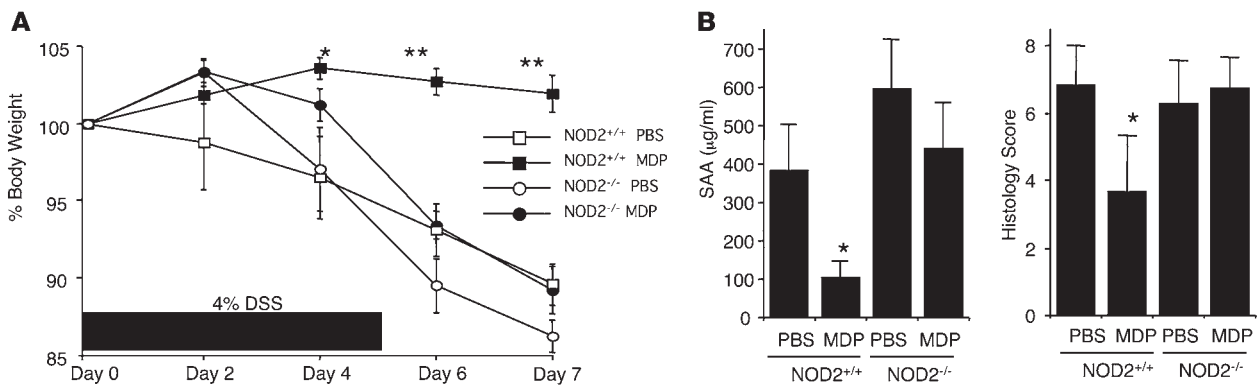 A
% Body Weight
105
100
95
90
85
*
**
**
NOD2+/+ PBS
NOD2+/+ MDP
NOD2-/- PBS
NOD2-/- MDP
4% DSS
Day 0
Day 2
Day 4
Day 6
Day 7
B
SAA (µg/ml)
700
600
500
400
300
200
100
0
*
PBS
MDP
PBS
MDP
NOD2+/+
NOD2-/-
Histology Score
8
6
4
2
0
*
PBS
MDP
PBS
MDP
NOD2+/+
NOD2-/-